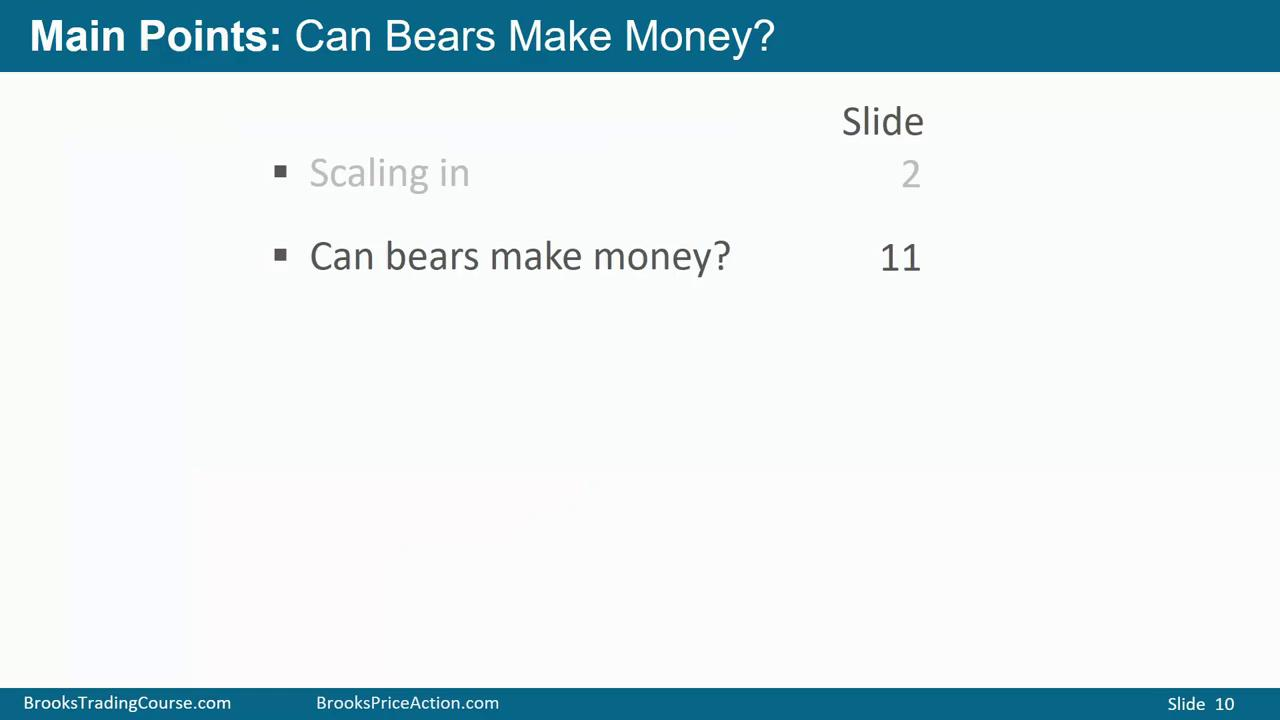 Main Points: Can Bears Make Money?
Slide
▪ Scaling in 2
▪ Can bears make money? 11
BrooksTradingCourse.com BrooksPriceAction.com Slide 10